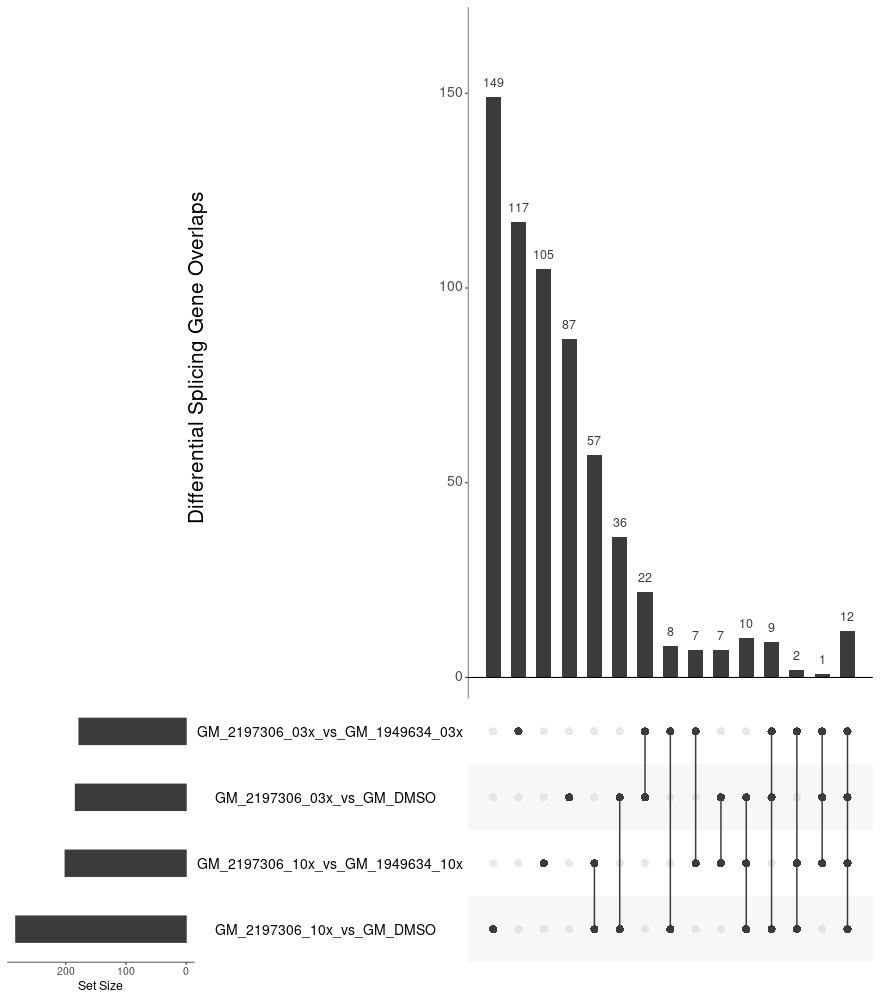 Differential Splicing Gene Overlaps
150
100
50
0
149
117
105
87
57
36
22
8
7
7
10
9
2
1
12
GM_2197306_03x_vs_GM_1949634_03x
GM_2197306_03x_vs_GM_DMSO
GM_2197306_10x_vs_GM_1949634_10x
GM_2197306_10x_vs_GM_DMSO
200 100 0
Set Size